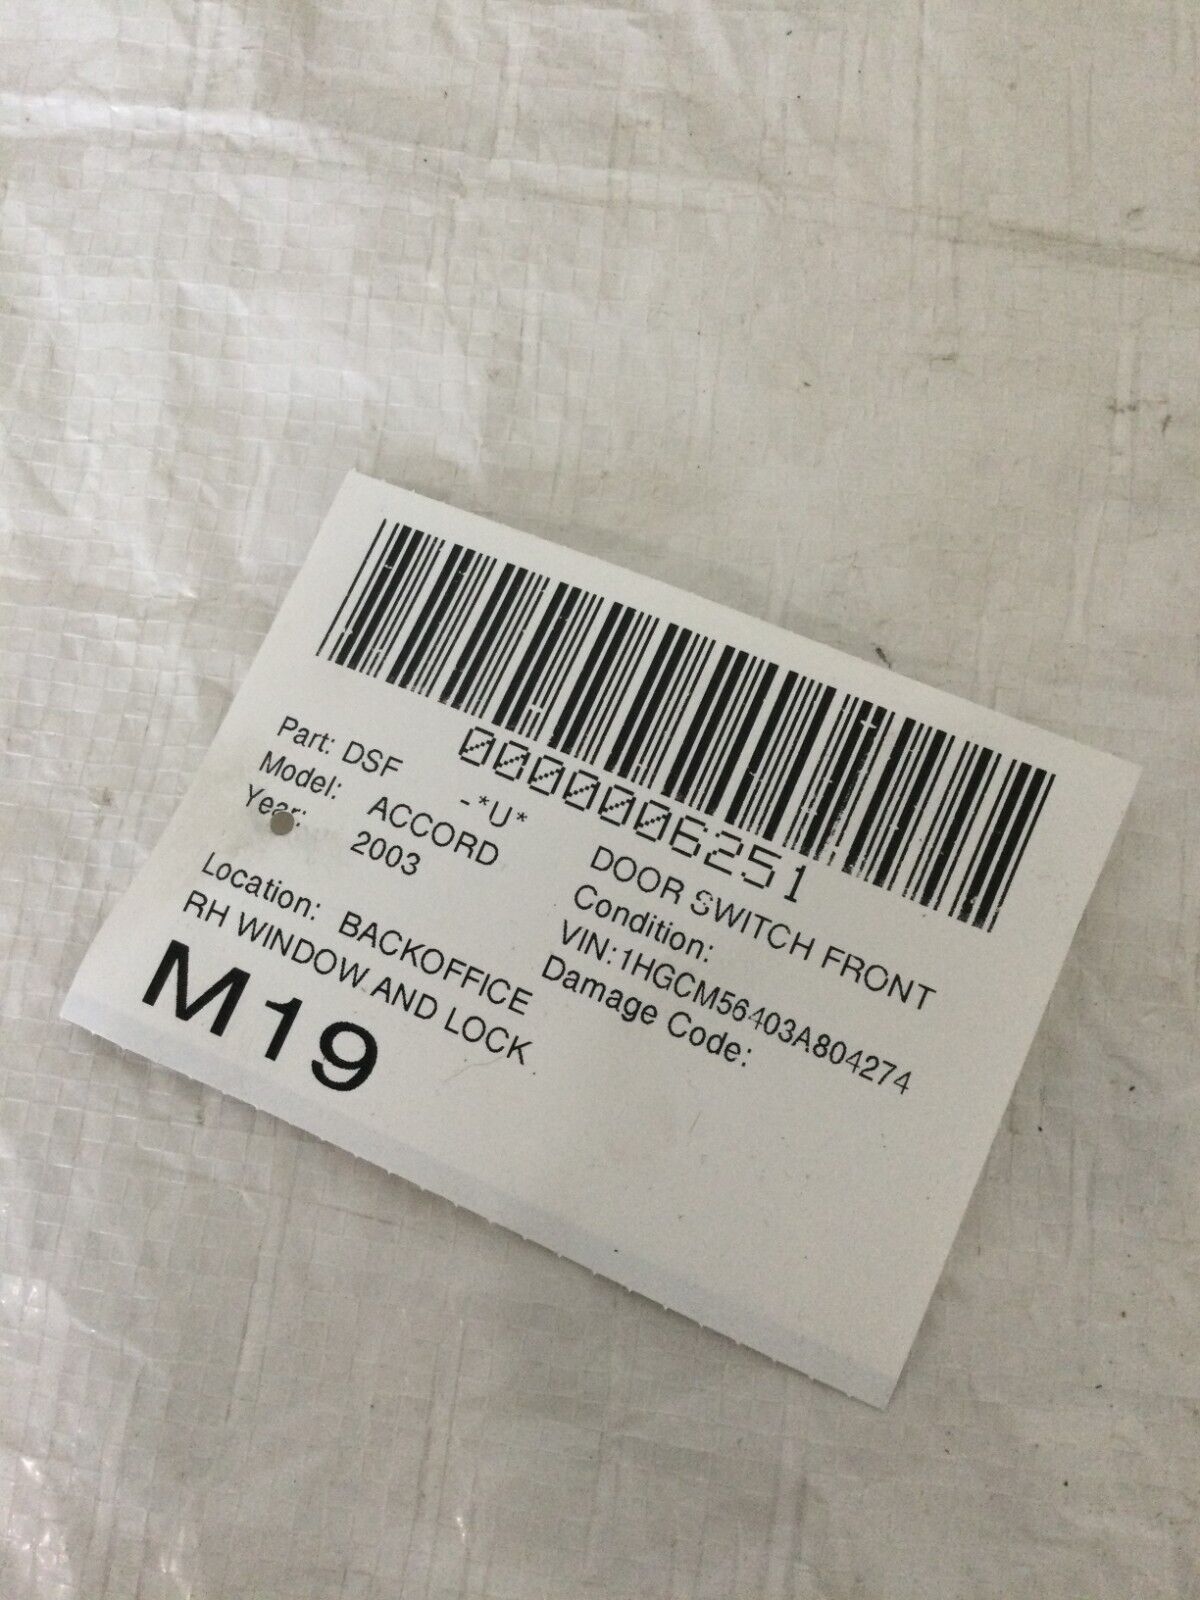 0000006251
Part: DSF -*U* DOOR SWITCH FRONT
Model: ACCORD Condition:
Year: 2003 VIN:1HGCM56403A804274
Damage Code:
Location: BACKOFFICE
RH WINDOW AND LOCK
M19